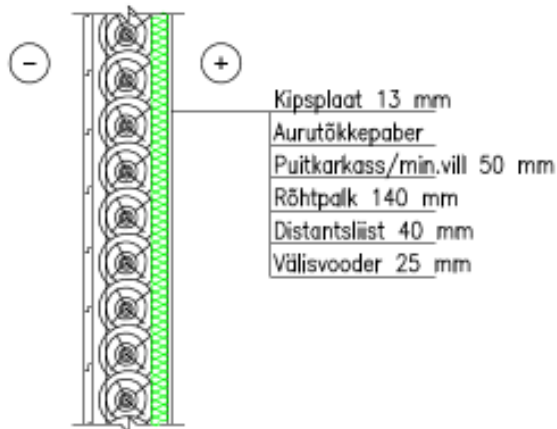 - +
Kipsplaat 13 mm
Aurutõkkepaber
Puitkarkass/min.vill 50 mm
Rõhtpalk 140 mm
Distantsliist 40 mm
Välisvooder 25 mm